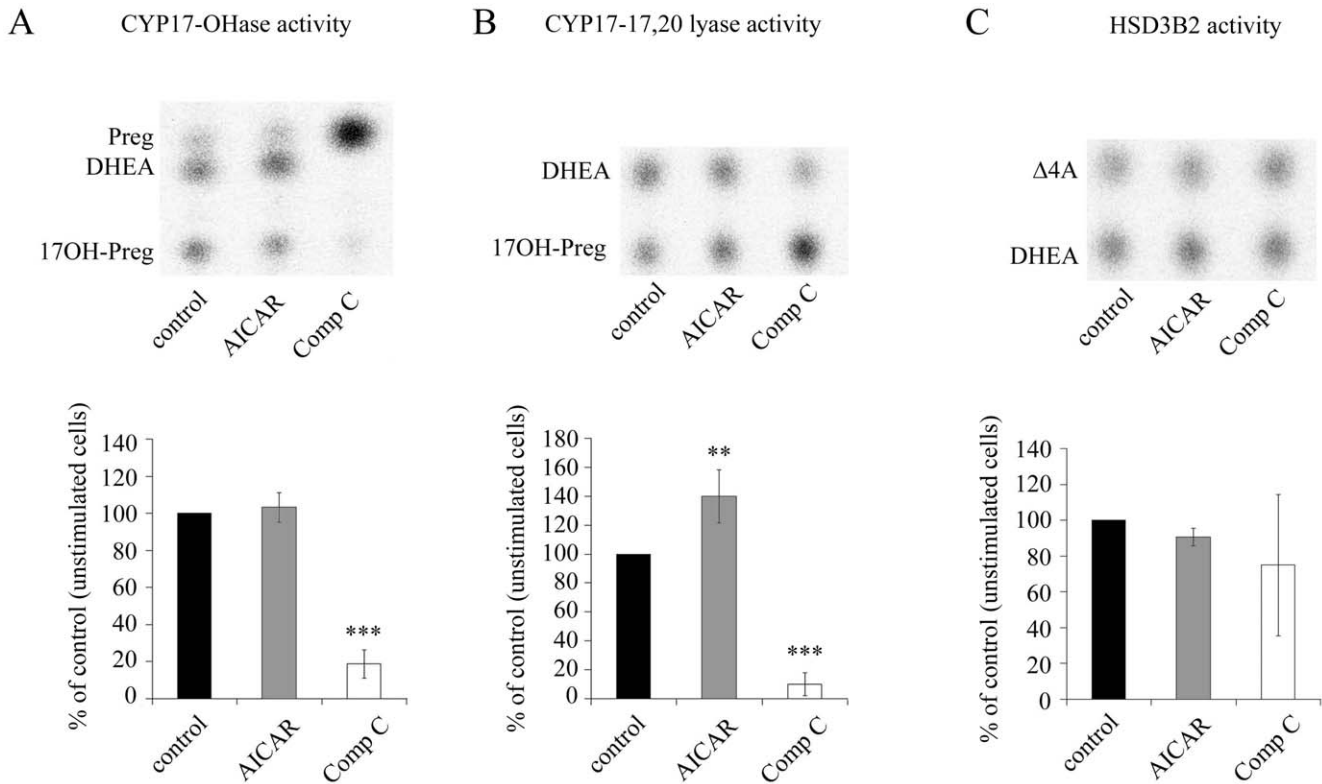 A
CYP17-OHase activity
Preg
DHEA
17OH-Preg
control
AICAR
Comp C
% of control (unstimulated cells)
140
120
100
80
60
40
20
0
***
control
AICAR
Comp C
B
CYP17-17,20 lyase activity
DHEA
17OH-Preg
control
AICAR
Comp C
% of control (unstimulated cells)
180
160
140
120
100
80
60
40
20
0
**
***
control
AICAR
Comp C
C
HSD3B2 activity
Δ4A
DHEA
control
AICAR
Comp C
% of control (unstimulated cells)
140
120
100
80
60
40
20
0
control
AICAR
Comp C